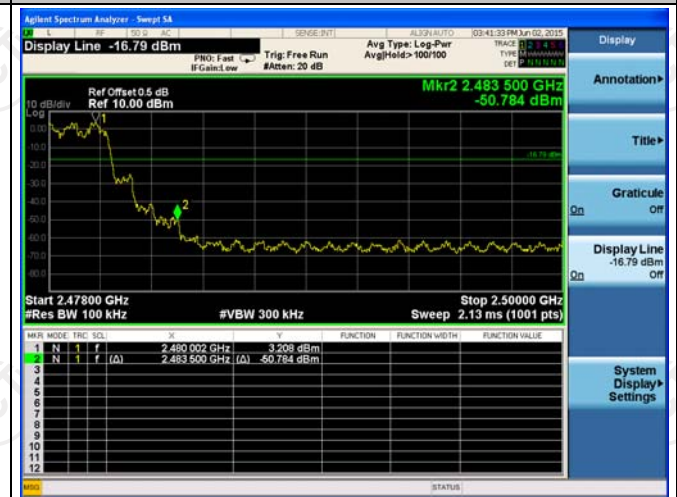 Agilent Spectrum Analyzer - Swept SA
L RF 50 Ω AC SENSE:INT ALIGN AUTO 03:41:33 PM Jun 02, 2015
Display Line -16.79 dBm
PNO: Fast
IFGain:Low
Trig: Free Run
#Atten: 20 dB
Avg Type: Log-Pwr
Avg|Hold>100/100
TRACE 1 2 3 4 5 6
TYPE M
DET P N N N N N
Display
Mkr2 2.483 500 GHz
-50.784 dBm
Ref Offset 0.5 dB
10 dB/div Ref 10.00 dBm
Log
0.00
-10.0
-20.0
-30.0
-40.0
-50.0
-60.0
-70.0
-80.0
1
2
-16.79 dBm
Start 2.47800 GHz Stop 2.50000 GHz
#Res BW 100 kHz #VBW 300 kHz Sweep 2.13 ms (1001 pts)
MKR MODE TRC SCL X Y FUNCTION FUNCTION WIDTH FUNCTION VALUE
1 N 1 f 2.480 002 GHz 3.208 dBm
2 N 1 f (Δ) 2.483 500 GHz (Δ) -50.784 dBm
3
4
5
6
7
8
9
10
11
12
MSG STATUS
Annotation
Title
Graticule
On Off
Display Line
-16.79 dBm
On Off
System
Display
Settings